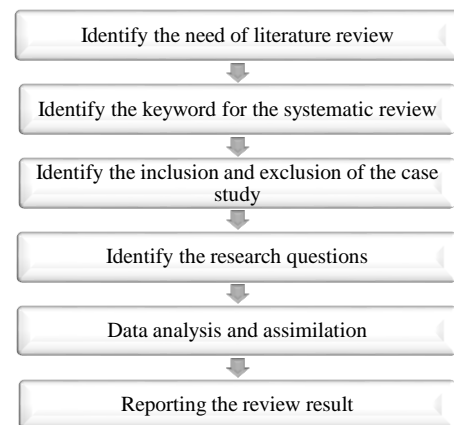 Identify the need of literature review
Identify the keyword for the systematic review
Identify the inclusion and exclusion of the case
study
Identify the research questions
Data analysis and assimilation
Reporting the review result